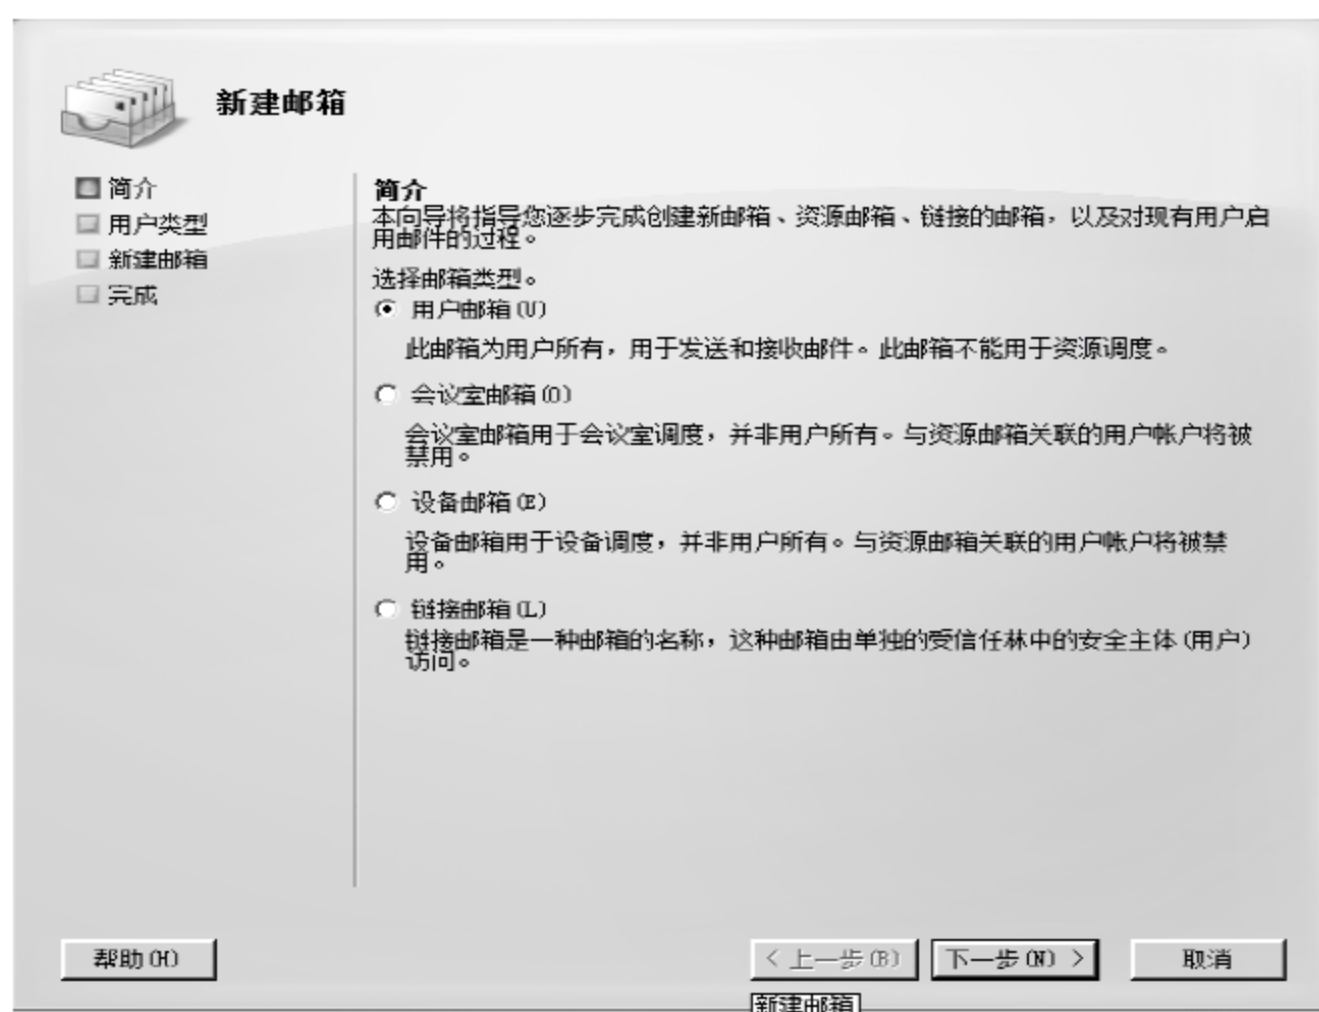 新建邮箱
简介
用户类型
新建邮箱
完成
简介
本向导将指导您逐步完成创建新邮箱、资源邮箱、链接的邮箱，以及对现有用户启
用邮件的过程。
选择邮箱类型。
用户邮箱(U)
此邮箱为用户所有，用于发送和接收邮件。此邮箱不能用于资源调度。
会议室邮箱(O)
会议室邮箱用于会议室调度，并非用户所有。与资源邮箱关联的用户帐户将被
禁用。
设备邮箱(E)
设备邮箱用于设备调度，并非用户所有。与资源邮箱关联的用户帐户将被禁
用。
链接邮箱(L)
链接邮箱是一种邮箱的名称，这种邮箱由单独的受信任林中的安全主体(用户)
访问。
帮助(H)
< 上一步(B)
下一步(N) >
取消
新建邮箱